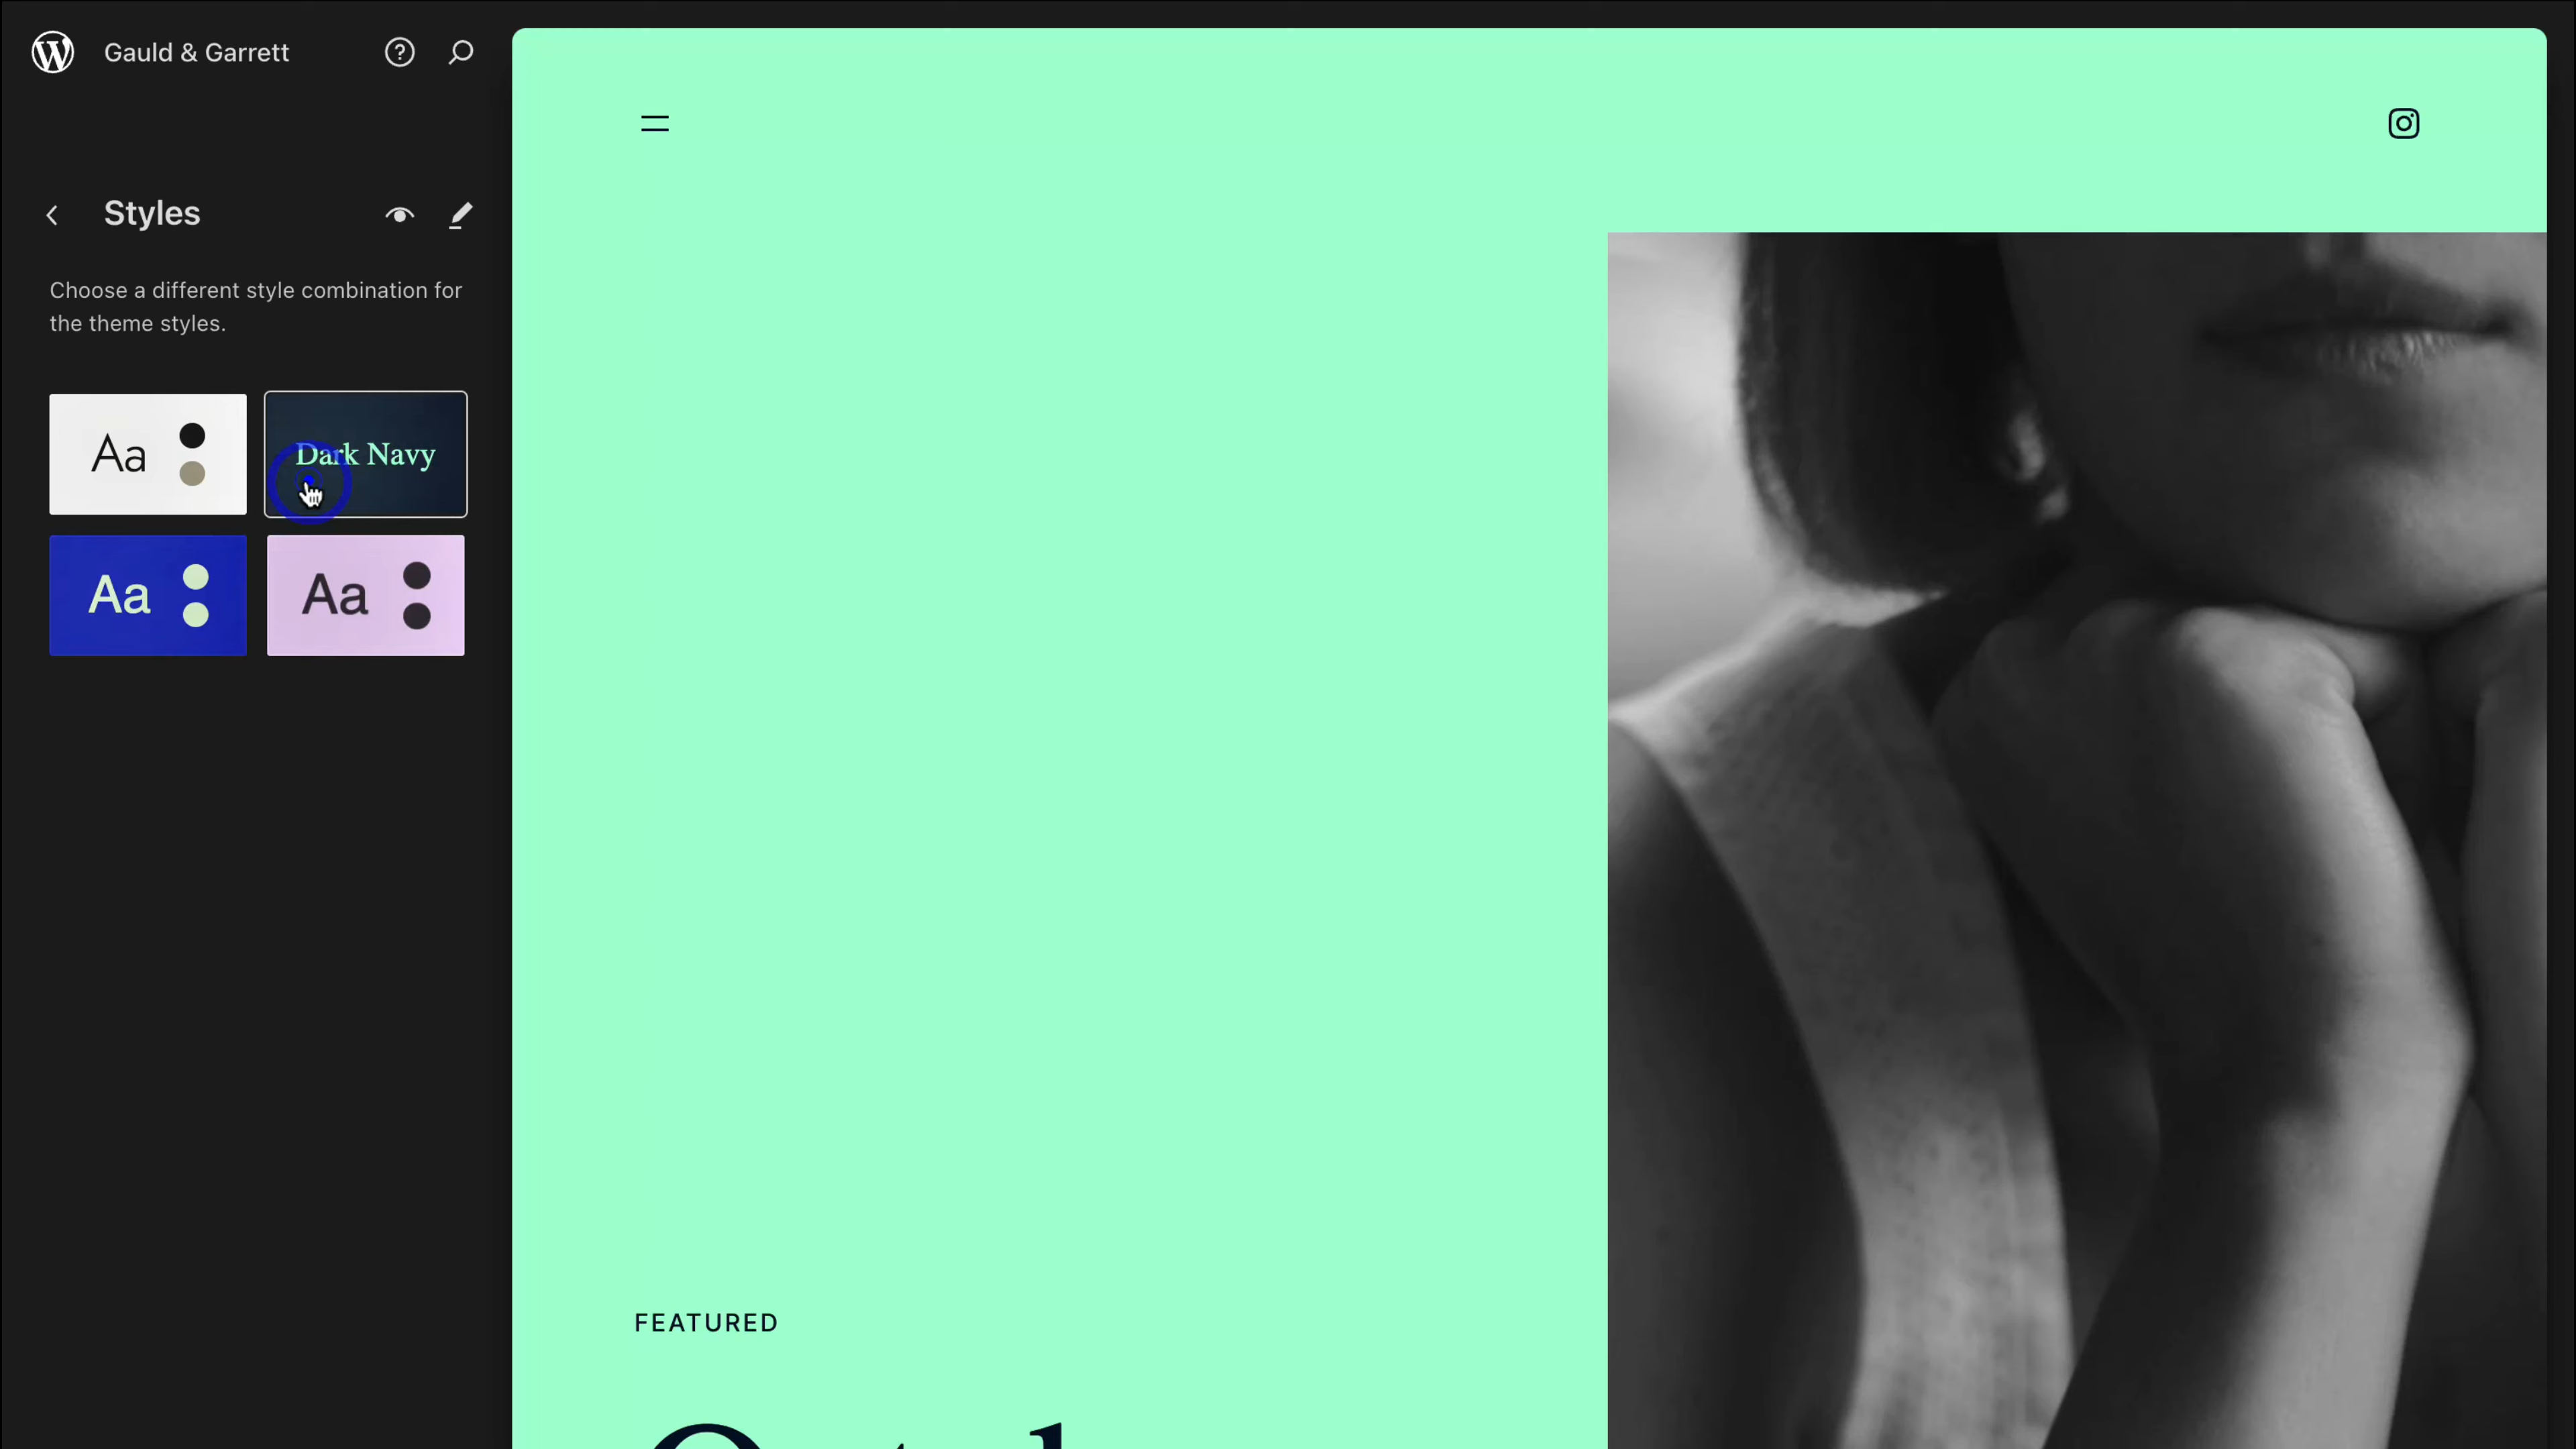 Gauld & Garrett
Styles
Choose a different style combination for
the theme styles.
Aa
Dark Navy
Aa
Aa
FEATURED